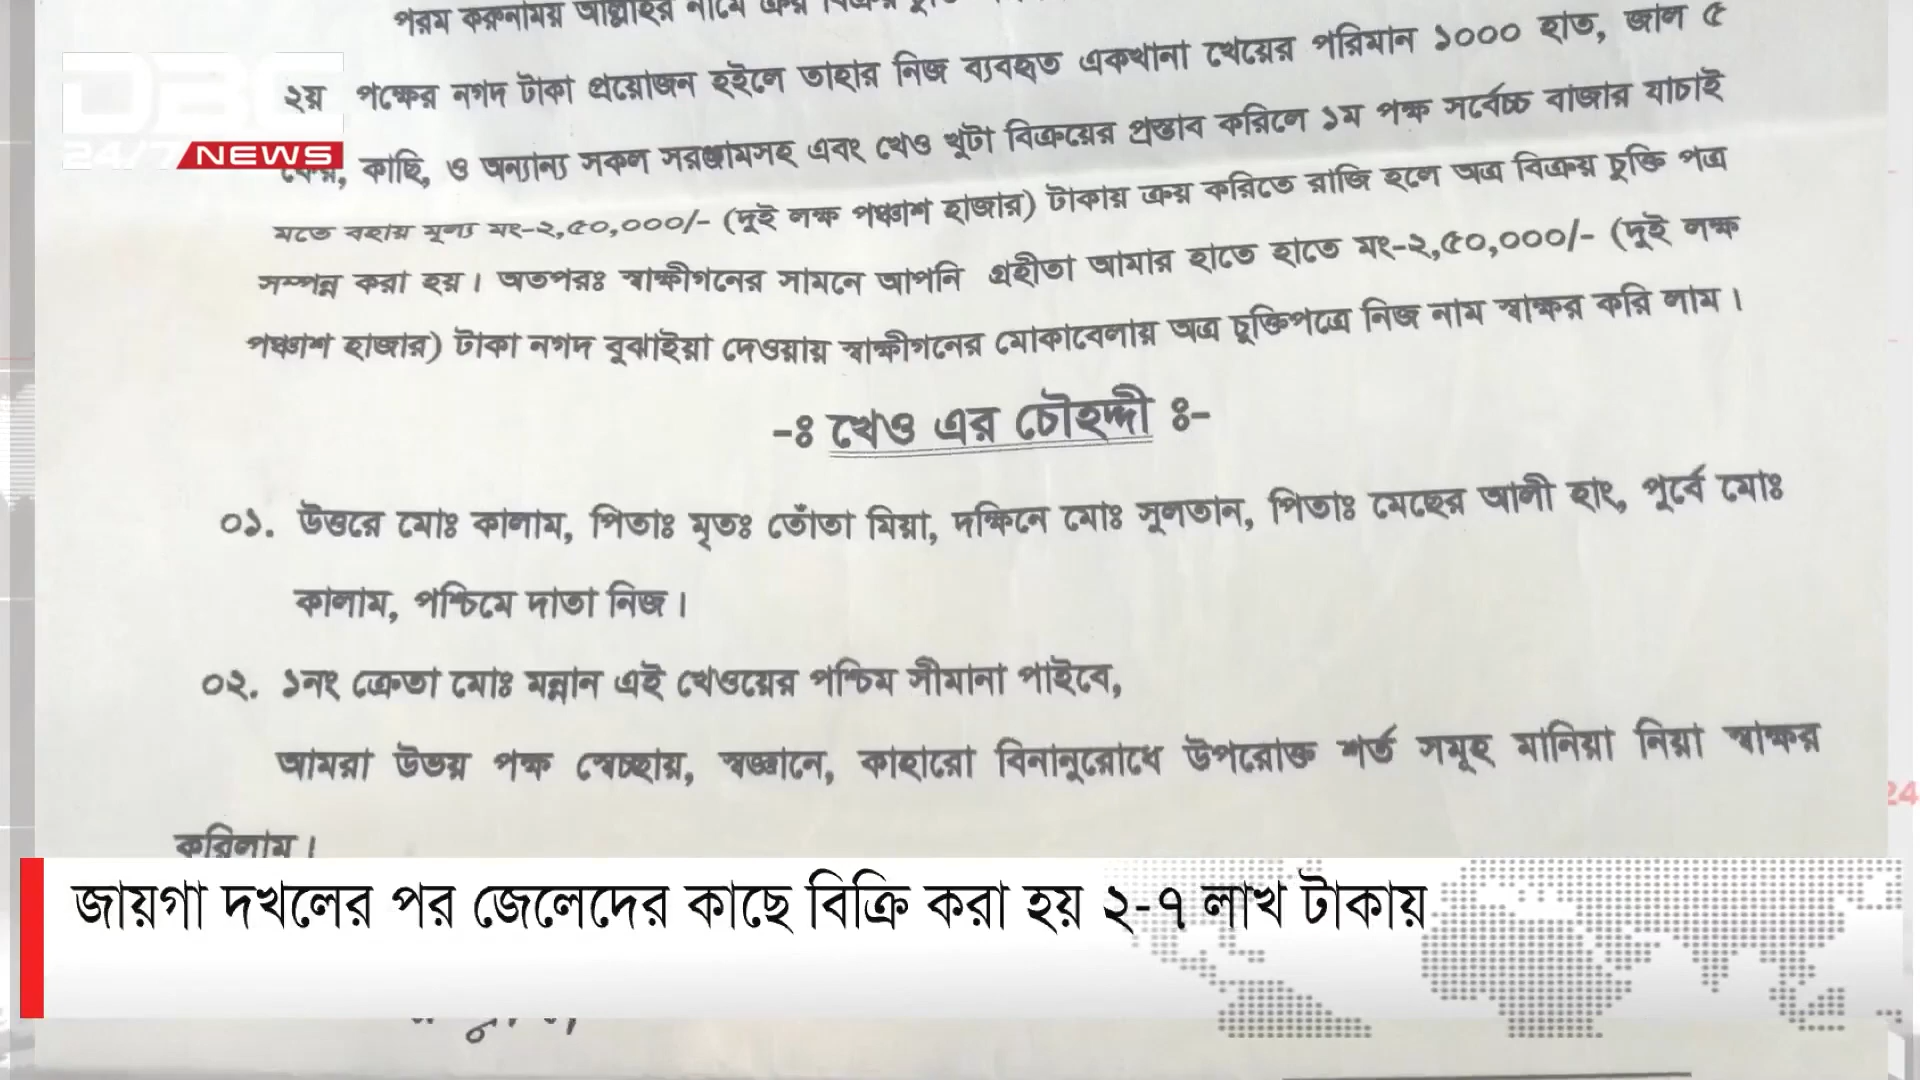 পরম করুনাময় আল্লাহর নামে ক্রয় বিক্রয়
২য় পক্ষের নগদ টাকা প্রয়োজন হইলে তাহার নিজ ব্যবহৃত একখানা খেয়ের পরিমান ১০০০ হাত, জাল ৫
কাছি, ও অন্যান্য সকল সরঞ্জামসহ এবং খেও খুটা বিক্রয়ের প্রস্তাব করিলে ১ম পক্ষ সর্বেচ্চ বাজার যাচাই
মতে বহায় মূল্য মং-২,৫০,০০০/- (দুই লক্ষ পঞ্চাশ হাজার) টাকায় ক্রয় করিতে রাজি হলে অত্র বিক্রয় চুক্তি পত্র
সম্পন্ন করা হয়। অতপরঃ স্বাক্ষীগনের সামনে আপনি গ্রহীতা আমার হাতে হাতে মং-২,৫০,০০০/- (দুই লক্ষ
পঞ্চাশ হাজার) টাকা নগদ বুঝাইয়া দেওয়ায় স্বাক্ষীগনের মোকাবেলায় অত্র চুক্তিপত্রে নিজ নাম স্বাক্ষর করি লাম।
-ঃ খেও এর চৌহদ্দী ঃ-
০১. উত্তরে মোঃ কালাম, পিতাঃ মৃতঃ তোঁতা মিয়া, দক্ষিনে মোঃ সুলতান, পিতাঃ মেছের আলী হাং, পূর্বে মোঃ
কালাম, পশ্চিমে দাতা নিজ।
০২. ১নং ক্রেতা মোঃ মন্নান এই খেওয়ের পশ্চিম সীমানা পাইবে,
আমরা উভয় পক্ষ স্বেচ্ছায়, স্বজ্ঞানে, কাহারো বিনানুরোধে উপরোক্ত শর্ত সমূহ মানিয়া নিয়া স্বাক্ষর
করিলাম।
DBC
24/7 NEWS
24
জায়গা দখলের পর জেলেদের কাছে বিক্রি করা হয় ২-৭ লাখ টাকায়